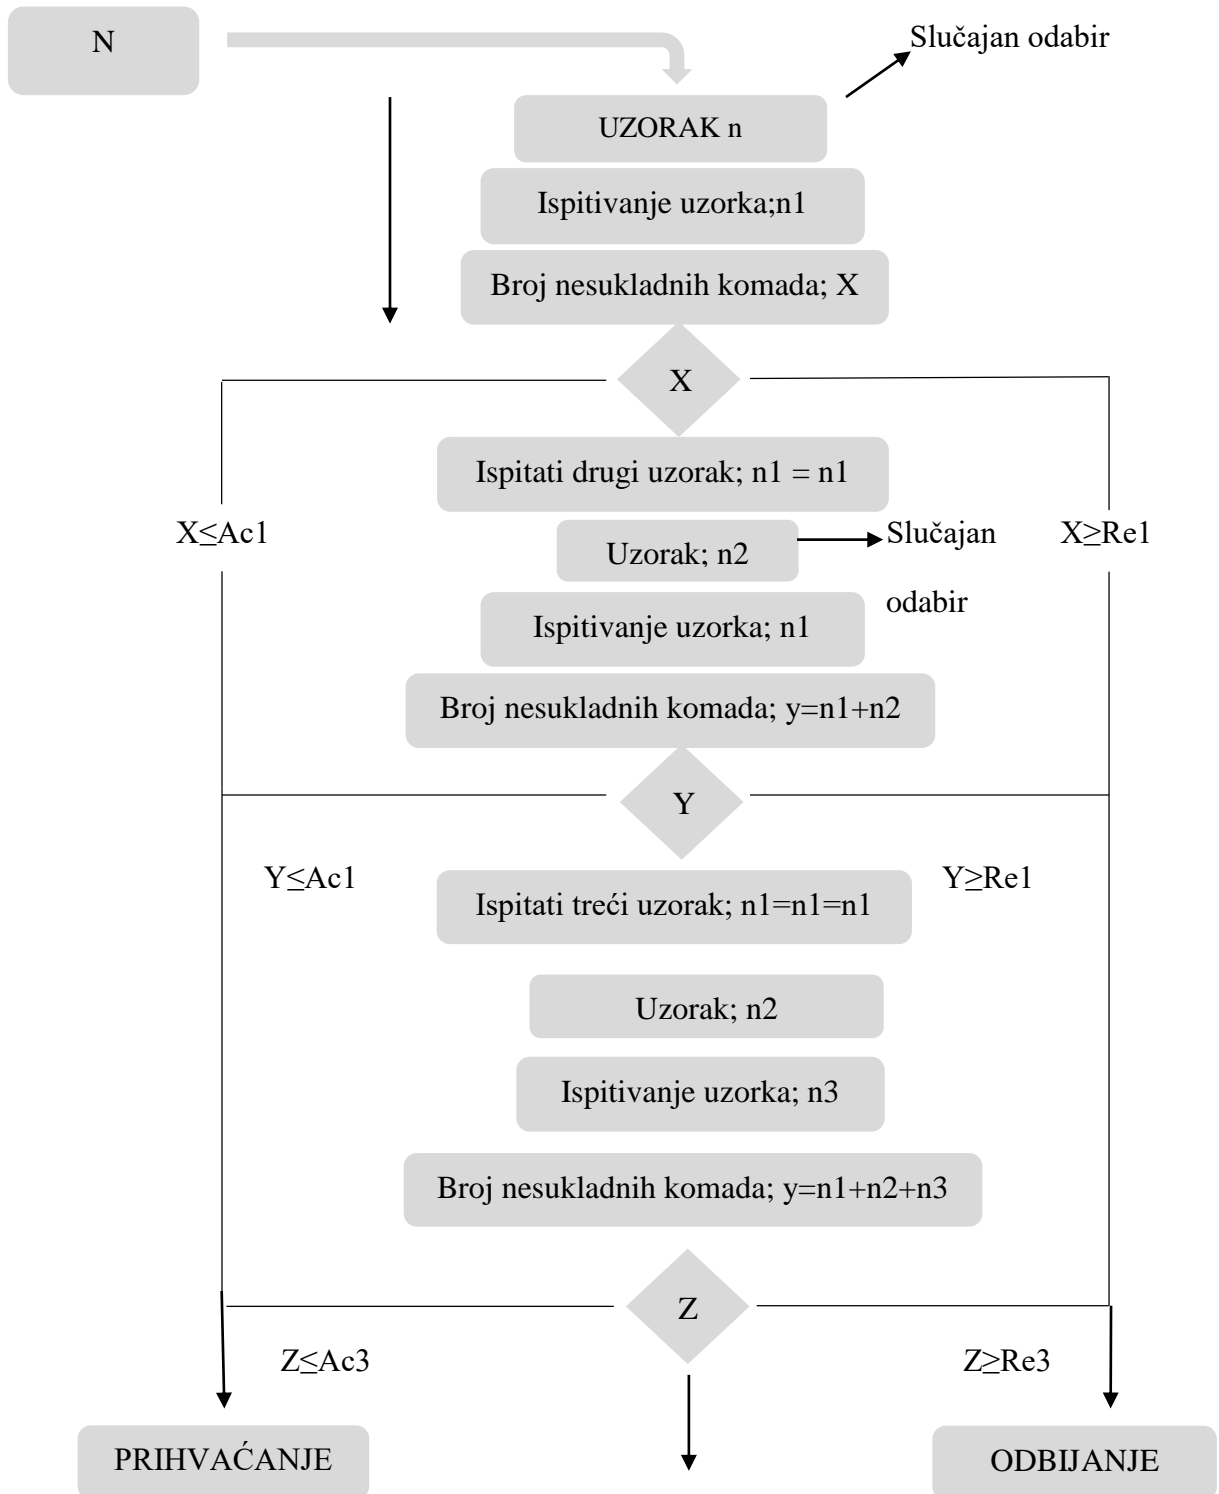 N
Slučajan odabir
UZORAK n
Ispitivanje uzorka;n1
Broj nesukladnih komada; X
X
Ispitati drugi uzorak; n1 = n1
X≤Ac1
Uzorak; n2
Slučajan
odabir
X≥Re1
Ispitivanje uzorka; n1
Broj nesukladnih komada; y=n1+n2
Y
Y≤Ac1
Y≥Re1
Ispitati treći uzorak; n1=n1=n1
Uzorak; n2
Ispitivanje uzorka; n3
Broj nesukladnih komada; y=n1+n2+n3
Z
Z≤Ac3
Z≥Re3
PRIHVAĆANJE
ODBIJANJE